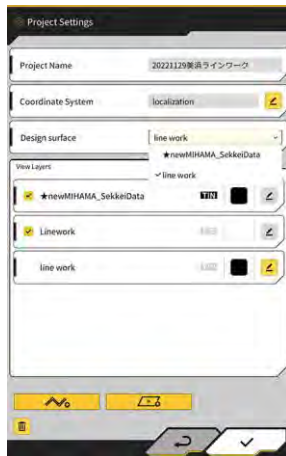 Project Settings
Project Name
20221129美浜ラインワーク
Coordinate System
localization
Design surface
line work
★newMIHAMA_SekkeiData
✓line work
View Layers
★newMIHAMA_SekkeiData
TIN
Linework
line work